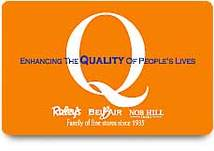 Q
ENHANCING THE QUALITY OF PEOPLE'S LIVES
Raley's BEL AIR NOB HILL
Family of fine stores since 1935